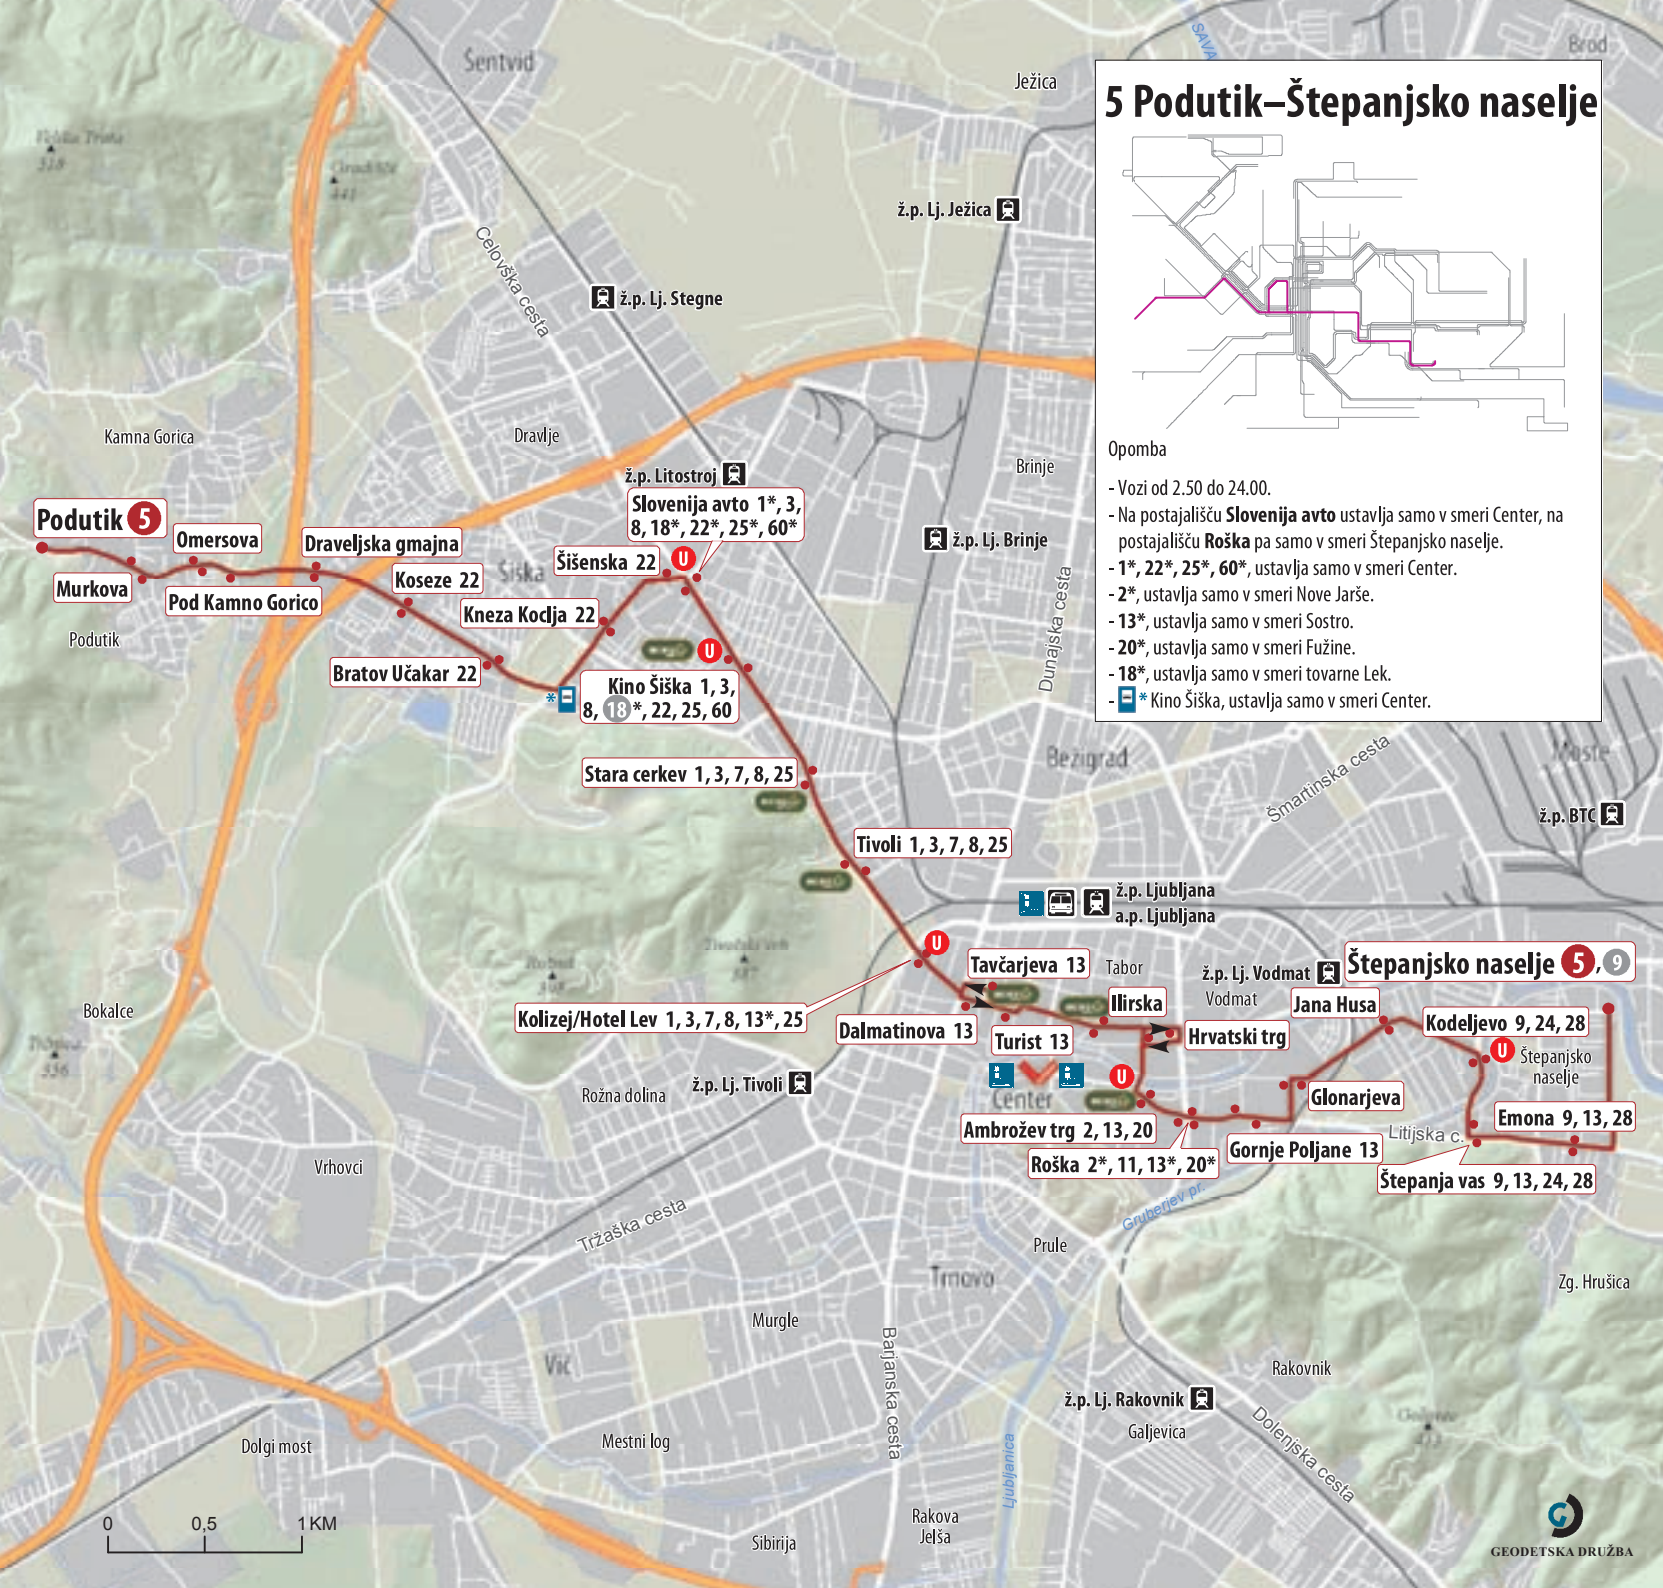 Šentvid
Ježica
SAVA
Brod
5 Podutik–Štepanjsko naselje
Celovška cesta
ž.p. Lj. Ježica
ž.p. Lj. Stegne
Kamna Gorica
Dravlje
Brinje
ž.p. Litostroj
Opomba
- Vozi od 2.50 do 24.00.
- Na postajališču Slovenija avto ustavlja samo v smeri Center, na
postajališču Roška pa samo v smeri Štepanjsko naselje.
- 1*, 22*, 25*, 60*, ustavlja samo v smeri Center.
- 2*, ustavlja samo v smeri Nove Jarše.
- 13*, ustavlja samo v smeri Sostro.
- 20*, ustavlja samo v smeri Fužine.
- 18*, ustavlja samo v smeri tovarne Lek.
- * Kino Šiška, ustavlja samo v smeri Center.
Podutik 5
Omersova
Draveljska gmajna
Slovenija avto 1*, 3,
8, 18*, 22*, 25*, 60*
ž.p. Lj. Brinje
Šišenska 22
U
Šiška
Murkova
Pod Kamno Gorico
Koseze 22
Kneza Koclja 22
Podutik
Dunajska cesta
Bratov Učakar 22
U
*
Kino Šiška 1, 3,
8, 18*, 22, 25, 60
Stara cerkev 1, 3, 7, 8, 25
Bežigrad
Šmartinska cesta
Moste
ž.p. BTC
Tivoli 1, 3, 7, 8, 25
ž.p. Ljubljana
a.p. Ljubljana
U
Tavčarjeva 13
Tabor
ž.p. Lj. Vodmat
Štepanjsko naselje 5, 9
Bokalce
Kolizej/Hotel Lev 1, 3, 7, 8, 13*, 25
Dalmatinova 13
Turist 13
Ilirska
Vodmat
Hrvatski trg
Jana Husa
Kodeljevo 9, 24, 28
U
Štepanjsko
naselje
Rožna dolina
ž.p. Lj. Tivoli
Center
U
Glonarjeva
Emona 9, 13, 28
Ambrožev trg 2, 13, 20
Litijska c.
Roška 2*, 11, 13*, 20*
Gornje Poljane 13
Štepanja vas 9, 13, 24, 28
Vrhovci
Tržaška cesta
Gruberjev pr.
Prule
Trnovo
Zg. Hrušica
Murgle
Vič
Barjanska cesta
Rakovnik
ž.p. Lj. Rakovnik
Galjevica
Dolenjska cesta
Dolgi most
Mestni log
Ljubljanica
Rakova
Jelša
Sibirija
0 0,5 1 KM
G
GEODETSKA DRUŽBA